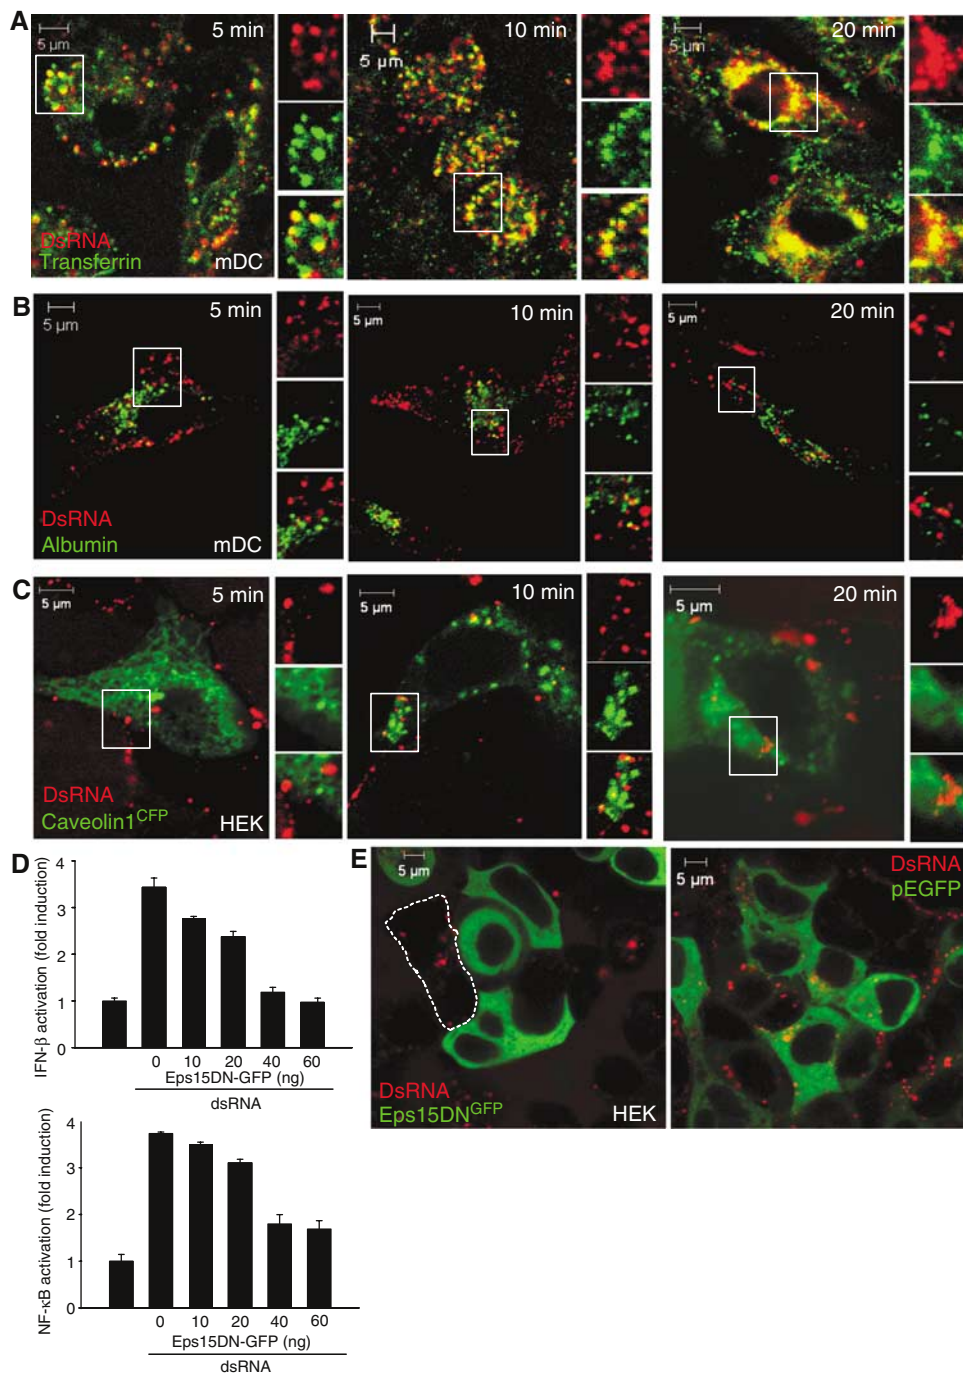 A
5 µm
5 min
5 µm
10 min
5 µm
20 min
DsRNA
Transferrin
mDC
B
5 µm
5 min
5 µm
10 min
5 µm
20 min
DsRNA
Albumin
mDC
C
5 µm
5 min
5 µm
10 min
5 µm
20 min
DsRNA
Caveolin1CFP
HEK
D
IFN-β activation (fold induction)
4
3
2
1
0
0 10 20 40 60
Eps15DN-GFP (ng)
dsRNA
NF-κB activation (fold induction)
4
3
2
1
0
0 10 20 40 60
Eps15DN-GFP (ng)
dsRNA
E
5 µm
DsRNA
Eps15DNGFP
HEK
5 µm
DsRNA
pEGFP